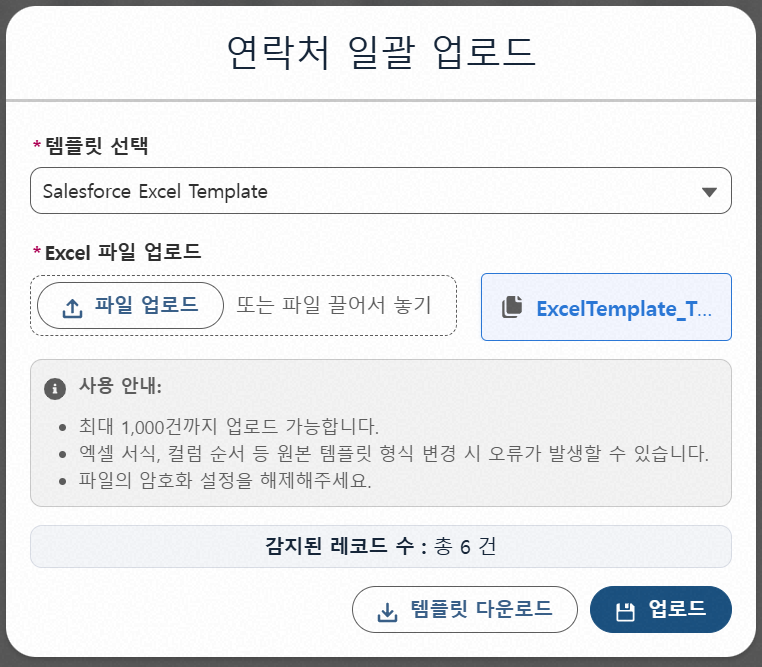 연락처 일괄 업로드
*템플릿 선택
Salesforce Excel Template
*Excel 파일 업로드
파일 업로드 또는 파일 끌어서 놓기
ExcelTemplate_T...
사용 안내:
• 최대 1,000건까지 업로드 가능합니다.
• 엑셀 서식, 컬럼 순서 등 원본 템플릿 형식 변경 시 오류가 발생할 수 있습니다.
• 파일의 암호화 설정을 해제해주세요.
감지된 레코드 수 : 총 6 건
템플릿 다운로드 업로드